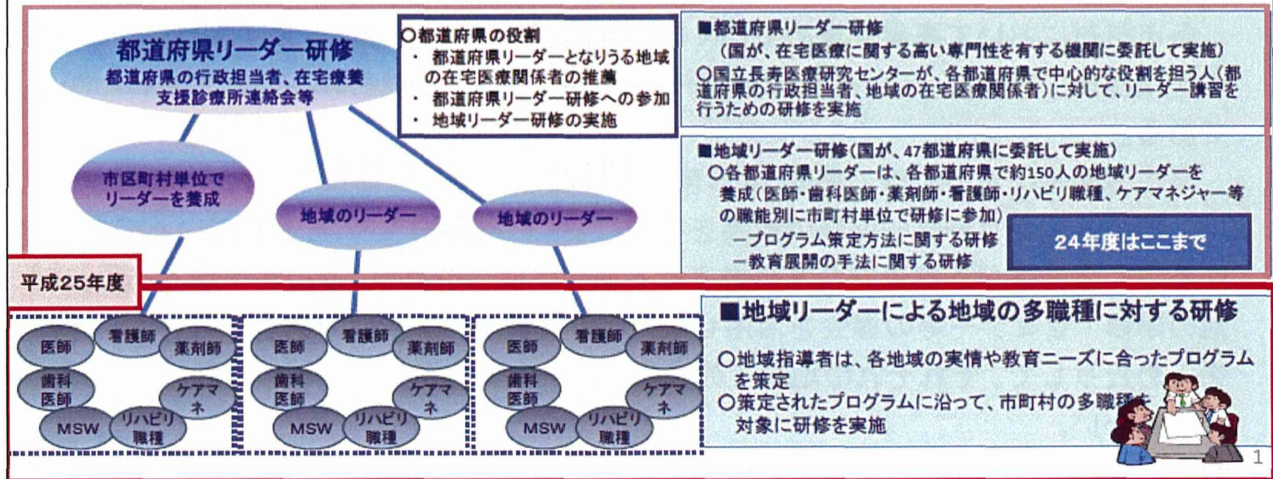 都道府県リーダー研修
都道府県の行政担当者、在宅療養
支援診療所連絡会等
○都道府県の役割
・ 都道府県リーダーとなりうる地域
の在宅医療関係者の推薦
・ 都道府県リーダー研修への参加
・ 地域リーダー研修の実施
■都道府県リーダー研修
（国が、在宅医療に関する高い専門性を有する機関に委託して実施）
○国立長寿医療研究センターが、各都道府県で中心的な役割を担う人（都
道府県の行政担当者、地域の在宅医療関係者）に対して、リーダー講習を
行うための研修を実施
市区町村単位で
リーダーを養成
地域のリーダー
地域のリーダー
■地域リーダー研修（国が、47都道府県に委託して実施）
○各都道府県リーダーは、各都道府県で約150人の地域リーダーを
養成（医師・歯科医師・薬剤師・看護師・リハビリ職種、ケアマネジャー等
の職能別に市町村単位で研修に参加）
－プログラム策定方法に関する研修
－教育展開の手法に関する研修
24年度はここまで
平成25年度
医師
看護師
薬剤師
歯科
医師
ケアマ
ネ
MSW
リハビリ
職種
医師
看護師
薬剤師
歯科
医師
ケアマ
ネ
MSW
リハビリ
職種
医師
看護師
薬剤師
歯科
医師
ケアマ
ネ
MSW
リハビリ
職種
■地域リーダーによる地域の多職種に対する研修
○地域指導者は、各地域の実情や教育ニーズに合ったプログラム
を策定
○策定されたプログラムに沿って、市町村の多職種を
対象に研修を実施
1